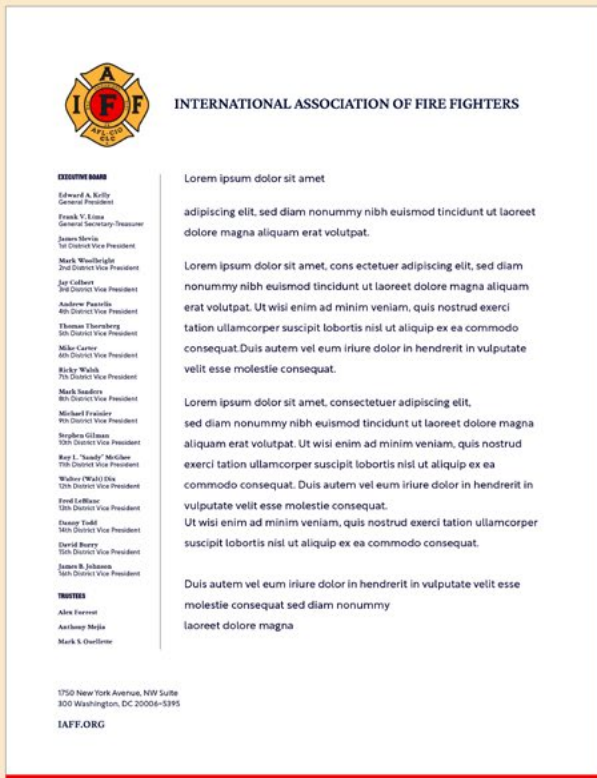 A
I F F
AFL-CIO
CLC
INTERNATIONAL ASSOCIATION OF FIRE FIGHTERS
EXECUTIVE BOARD
Edward A. Kelly
General President
Frank V. Líma
General Secretary-Treasurer
James Slevin
1st District Vice President
Mark Woolbright
2nd District Vice President
Jay Colbert
3rd District Vice President
Andrew Pantelis
4th District Vice President
Thomas Thornberg
5th District Vice President
Mike Carter
6th District Vice President
Ricky Walsh
7th District Vice President
Mark Sanders
8th District Vice President
Michael Frainier
9th District Vice President
Stephen Gilman
10th District Vice President
Roy L. "Sandy" McGhee
11th District Vice President
Walter (Walt) Dix
12th District Vice President
Fred LeBlanc
13th District Vice President
Danny Todd
14th District Vice President
David Burry
15th District Vice President
James B. Johnson
16th District Vice President
TRUSTEES
Alex Forrest
Anthony Mejia
Mark S. Ouellette
Lorem ipsum dolor sit amet
adipiscing elit, sed diam nonummy nibh euismod tincidunt ut laoreet
dolore magna aliquam erat volutpat.
Lorem ipsum dolor sit amet, cons ectetuer adipiscing elit, sed diam
nonummy nibh euismod tincidunt ut laoreet dolore magna aliquam
erat volutpat. Ut wisi enim ad minim veniam, quis nostrud exerci
tation ullamcorper suscipit lobortis nisl ut aliquip ex ea commodo
consequat.Duis autem vel eum iriure dolor in hendrerit in vulputate
velit esse molestie consequat.
Lorem ipsum dolor sit amet, consectetuer adipiscing elit,
sed diam nonummy nibh euismod tincidunt ut laoreet dolore magna
aliquam erat volutpat. Ut wisi enim ad minim veniam, quis nostrud
exerci tation ullamcorper suscipit lobortis nisl ut aliquip ex ea
commodo consequat. Duis autem vel eum iriure dolor in hendrerit in
vulputate velit esse molestie consequat.
Ut wisi enim ad minim veniam, quis nostrud exerci tation ullamcorper
suscipit lobortis nisl ut aliquip ex ea commodo consequat.
Duis autem vel eum iriure dolor in hendrerit in vulputate velit esse
molestie consequat sed diam nonummy
laoreet dolore magna
1750 New York Avenue, NW Suite
300 Washington, DC 20006-5395
IAFF.ORG